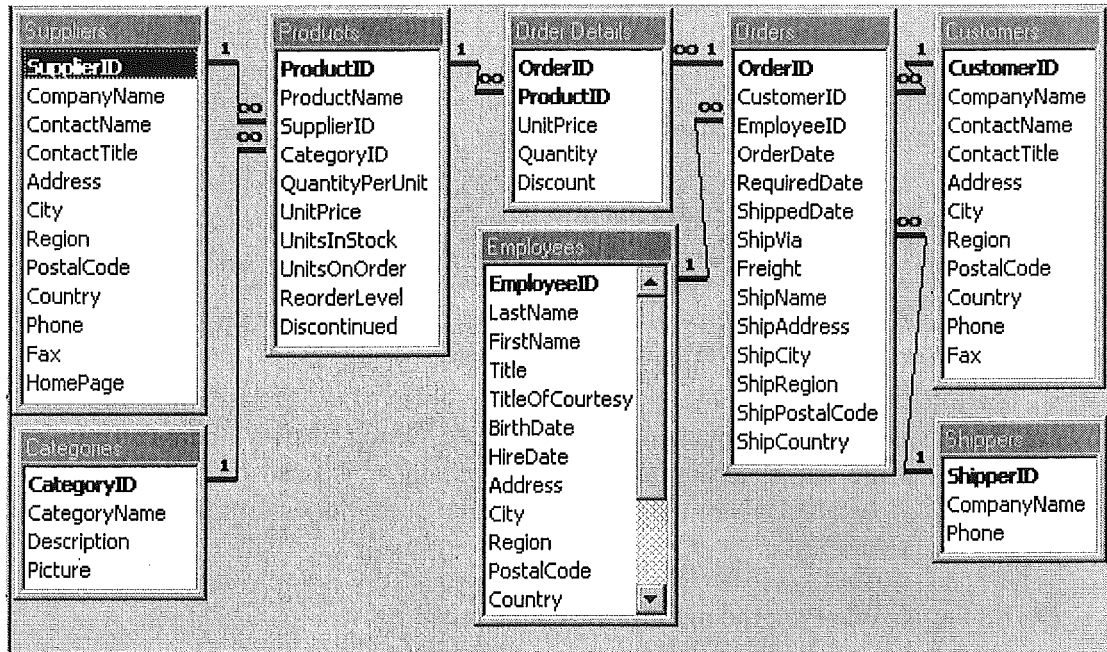 Suppliers
SupplierID
CompanyName
ContactName
ContactTitle
Address
City
Region
PostalCode
Country
Phone
Fax
HomePage
1
∞
Products
ProductID
ProductName
SupplierID
CategoryID
QuantityPerUnit
UnitPrice
UnitsInStock
UnitsOnOrder
ReorderLevel
Discontinued
∞
1
Categories
CategoryID
CategoryName
Description
Picture
1
∞
Order Details
OrderID
ProductID
UnitPrice
Quantity
Discount
∞ 1
Employees
EmployeeID
LastName
FirstName
Title
TitleOfCourtesy
BirthDate
HireDate
Address
City
Region
PostalCode
Country
1
∞
Orders
OrderID
CustomerID
EmployeeID
OrderDate
RequiredDate
ShippedDate
ShipVia
Freight
ShipName
ShipAddress
ShipCity
ShipRegion
ShipPostalCode
ShipCountry
1
∞
∞
Customers
CustomerID
CompanyName
ContactName
ContactTitle
Address
City
Region
PostalCode
Country
Phone
Fax
1
Shippers
ShipperID
CompanyName
Phone